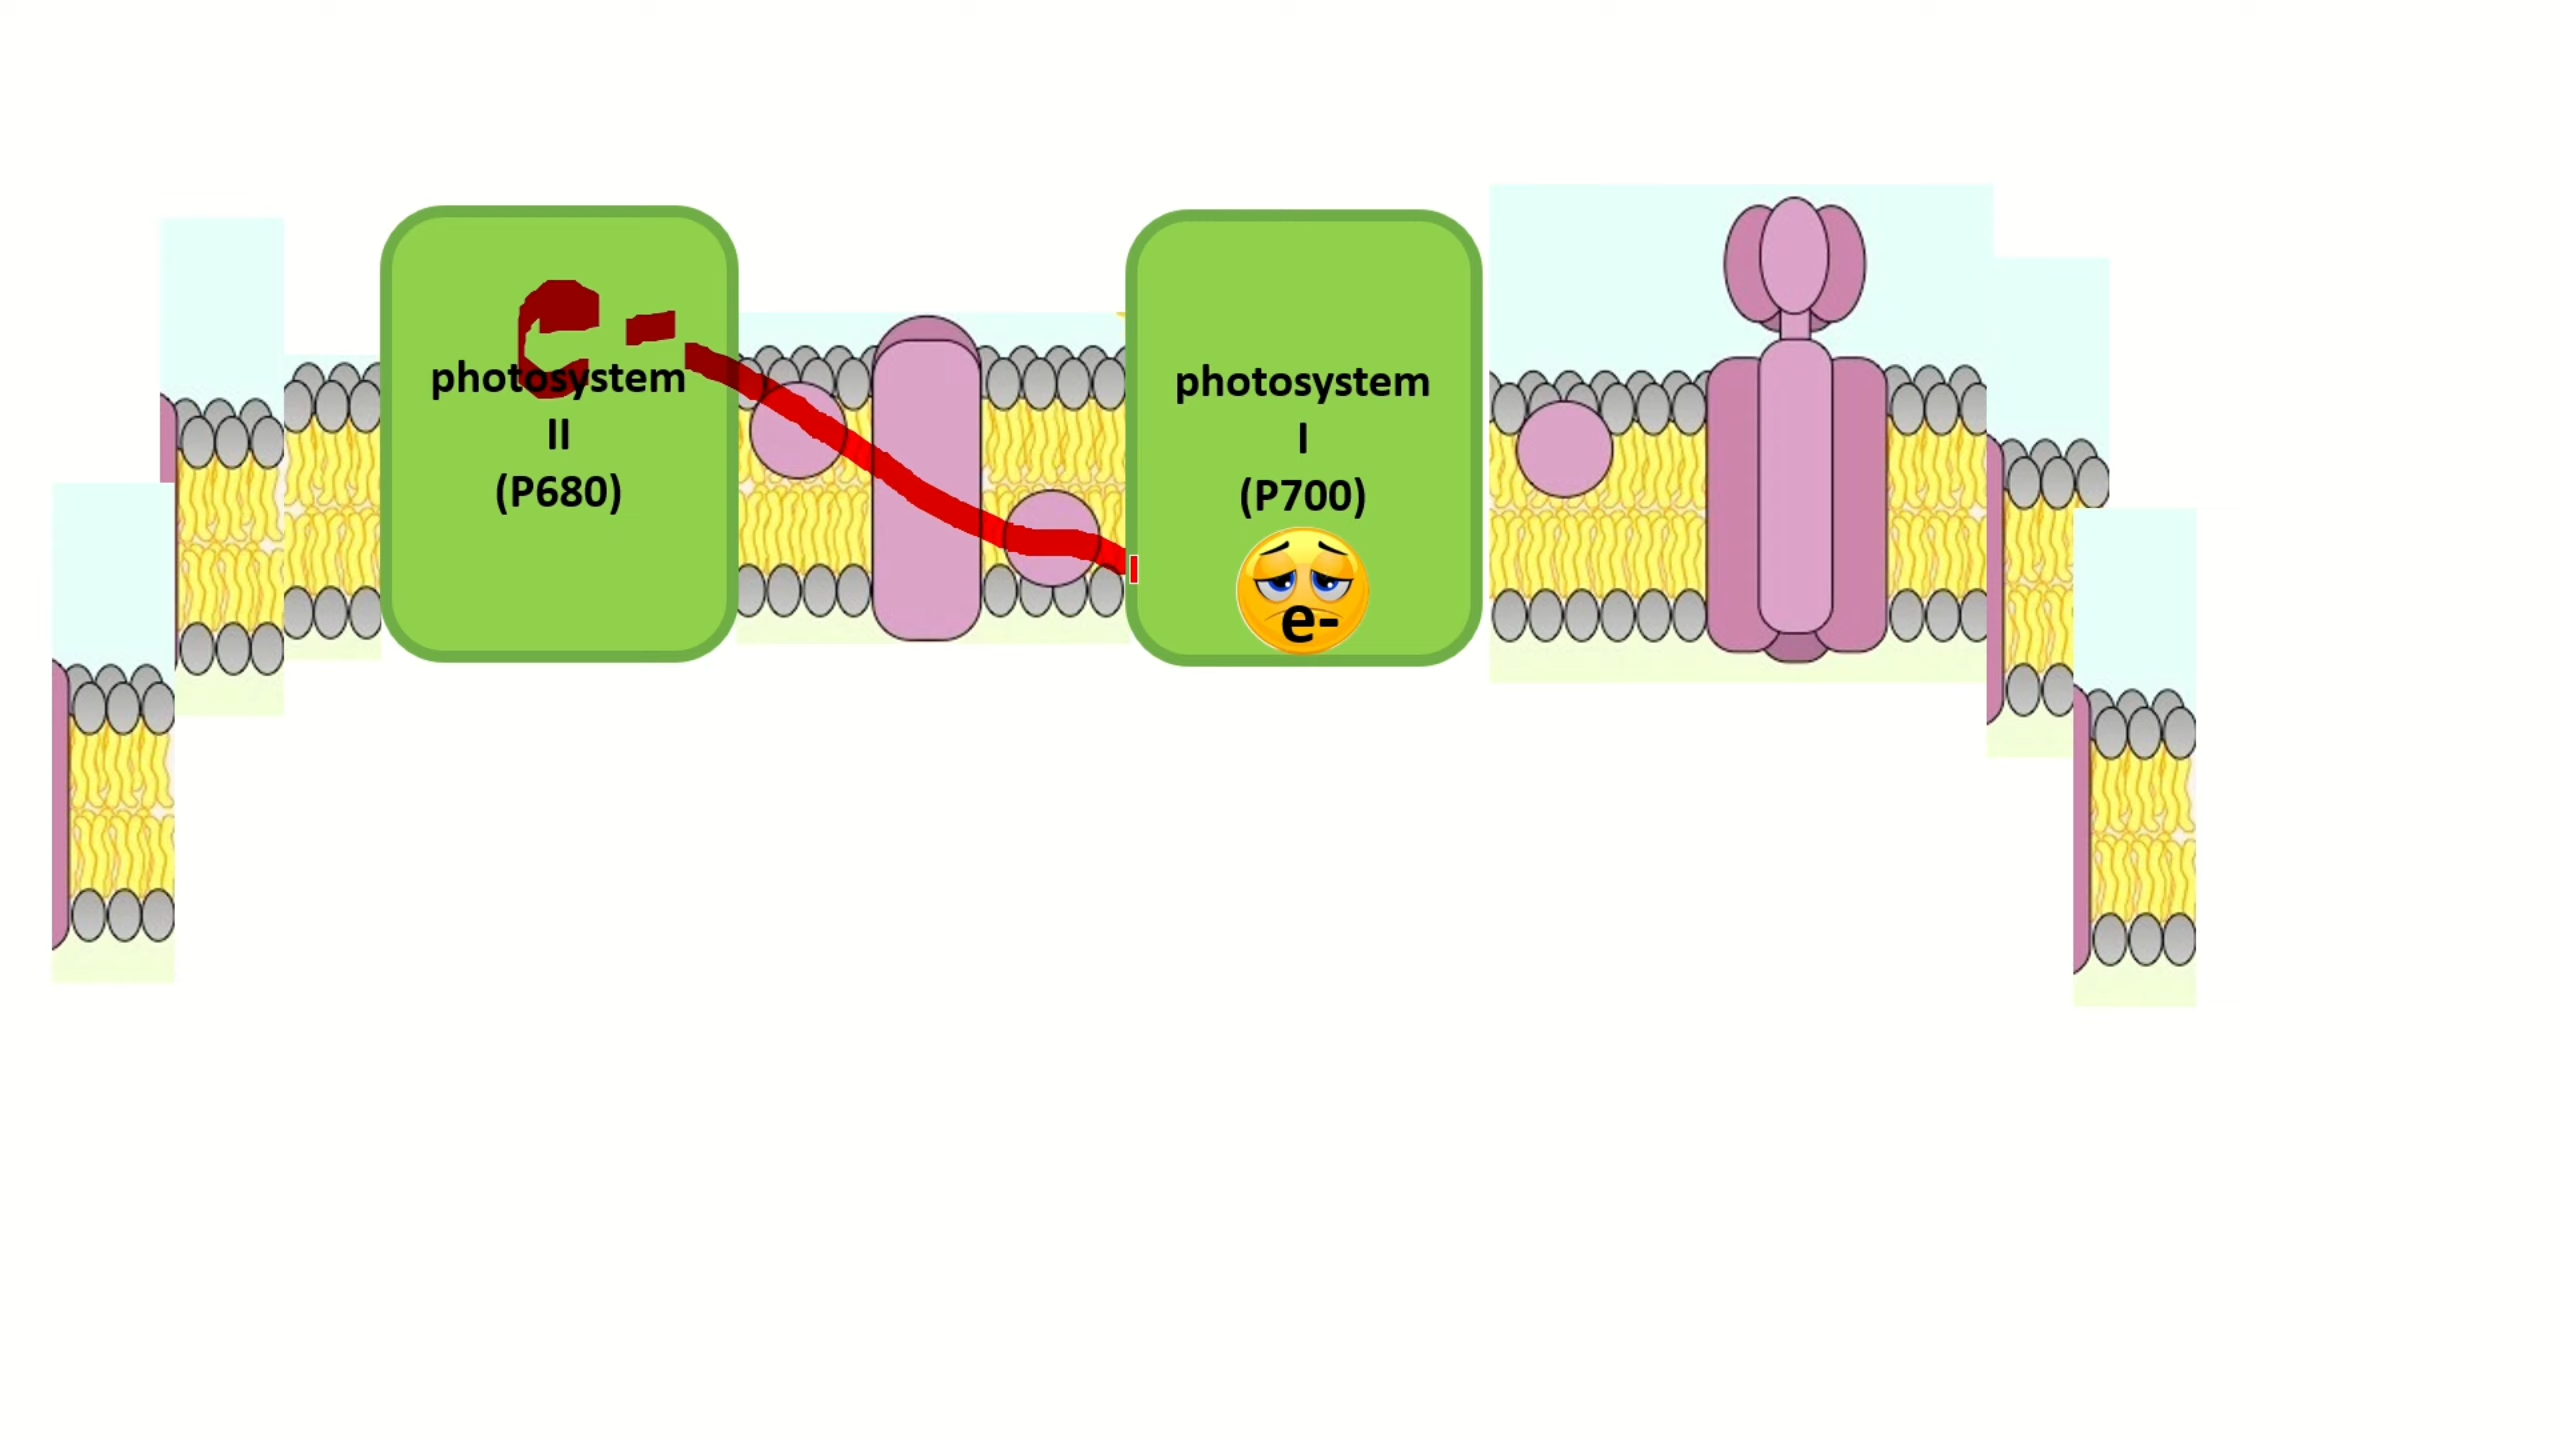 e-
photosystem
II
(P680)
photosystem
I
(P700)
e-